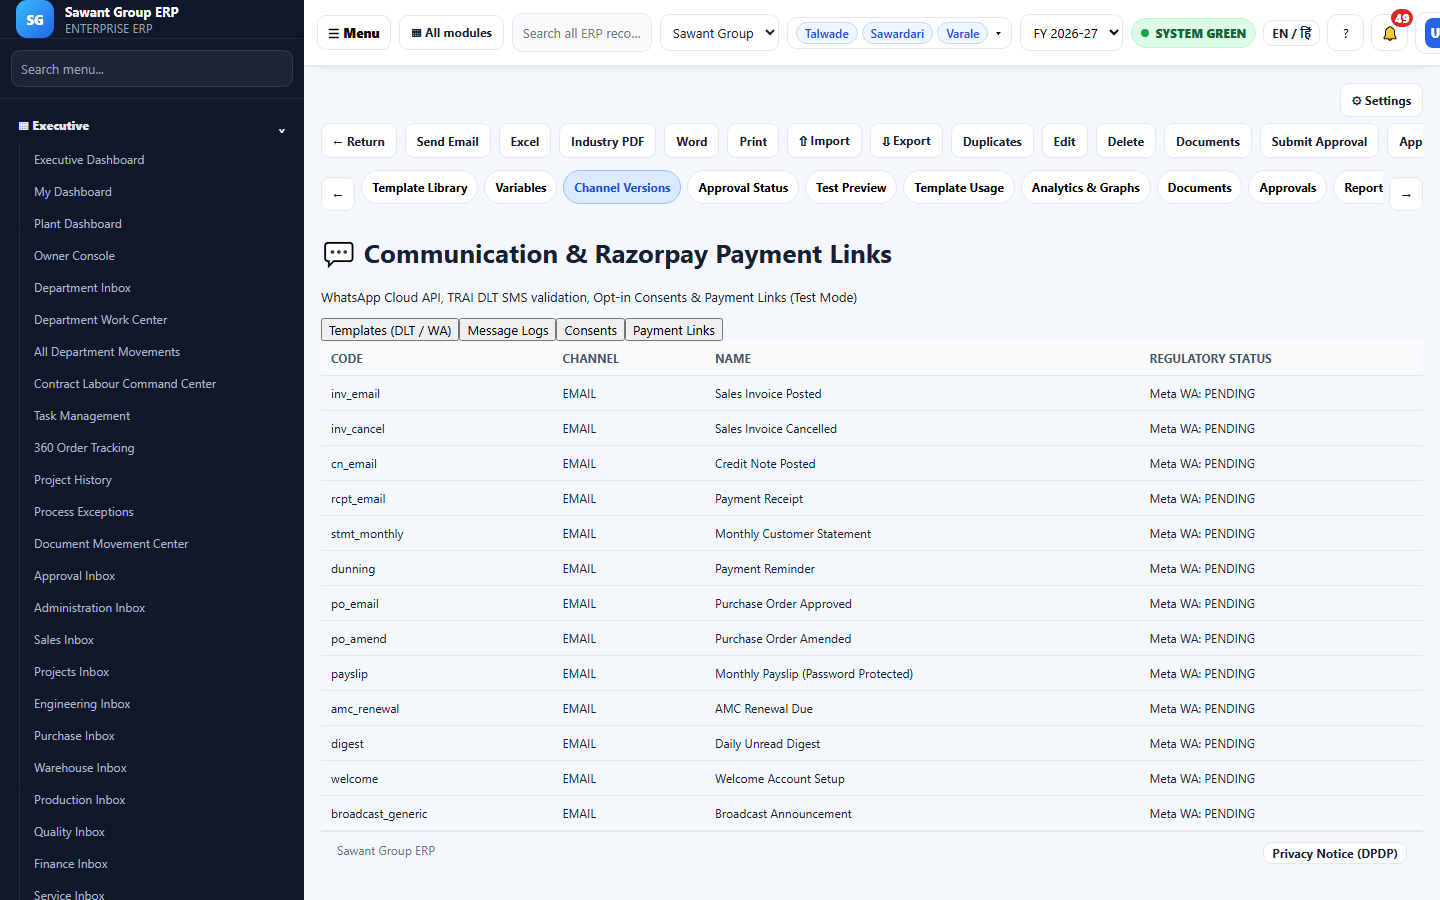 SG
Sawant Group ERP
ENTERPRISE ERP
Search menu...
Executive
Executive Dashboard
My Dashboard
Plant Dashboard
Owner Console
Department Inbox
Department Work Center
All Department Movements
Contract Labour Command Center
Task Management
360 Order Tracking
Project History
Process Exceptions
Document Movement Center
Approval Inbox
Administration Inbox
Sales Inbox
Projects Inbox
Engineering Inbox
Purchase Inbox
Warehouse Inbox
Production Inbox
Quality Inbox
Finance Inbox
Service Inbox
☰ Menu All modules Search all ERP reco... Sawant Group Talwade Sawardari Varale FY 2026-27 SYSTEM GREEN EN / हिं ? 49 U
⚙ Settings
← Return Send Email Excel Industry PDF Word Print ⇧ Import ⇩ Export Duplicates Edit Delete Documents Submit Approval App
← Template Library Variables Channel Versions Approval Status Test Preview Template Usage Analytics & Graphs Documents Approvals Report →
Communication & Razorpay Payment Links
WhatsApp Cloud API, TRAI DLT SMS validation, Opt-in Consents & Payment Links (Test Mode)
Templates (DLT / WA) Message Logs Consents Payment Links
CODE CHANNEL NAME REGULATORY STATUS
inv_email EMAIL Sales Invoice Posted Meta WA: PENDING
inv_cancel EMAIL Sales Invoice Cancelled Meta WA: PENDING
cn_email EMAIL Credit Note Posted Meta WA: PENDING
rcpt_email EMAIL Payment Receipt Meta WA: PENDING
stmt_monthly EMAIL Monthly Customer Statement Meta WA: PENDING
dunning EMAIL Payment Reminder Meta WA: PENDING
po_email EMAIL Purchase Order Approved Meta WA: PENDING
po_amend EMAIL Purchase Order Amended Meta WA: PENDING
payslip EMAIL Monthly Payslip (Password Protected) Meta WA: PENDING
amc_renewal EMAIL AMC Renewal Due Meta WA: PENDING
digest EMAIL Daily Unread Digest Meta WA: PENDING
welcome EMAIL Welcome Account Setup Meta WA: PENDING
broadcast_generic EMAIL Broadcast Announcement Meta WA: PENDING
Sawant Group ERP Privacy Notice (DPDP)